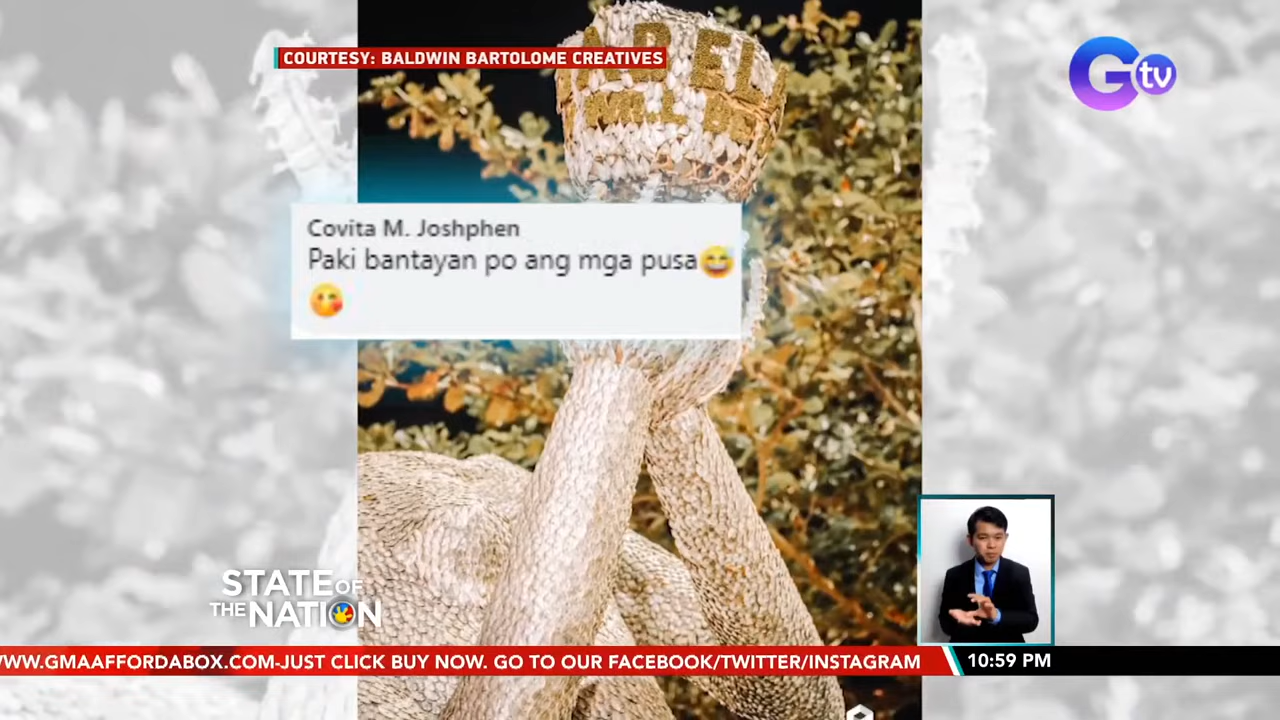 COURTESY: BALDWIN BARTOLOME CREATIVES
Gtv
Covita M. Joshphen
Paki bantayan po ang mga pusa😅
😋
STATE OF
THE NATION
WWW.GMAAFFORDABOX.COM-JUST CLICK BUY NOW. GO TO OUR FACEBOOK/TWITTER/INSTAGRAM
10:59 PM